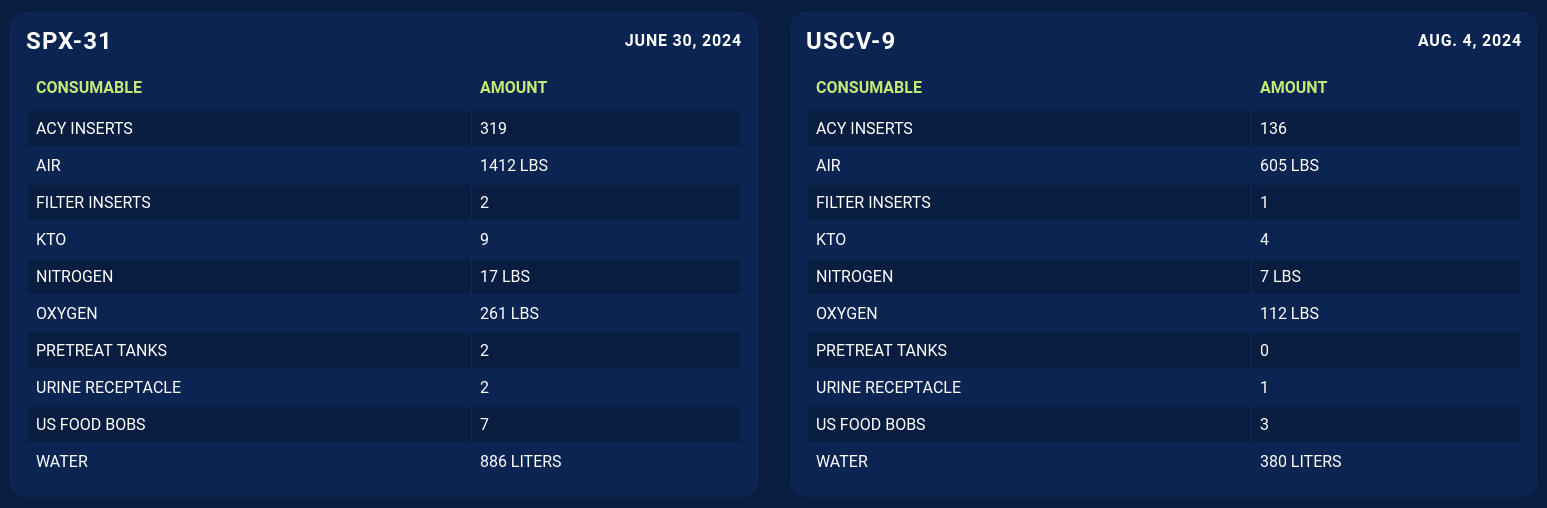 SPX-31 JUNE 30, 2024
CONSUMABLE AMOUNT
ACY INSERTS 319
AIR 1412 LBS
FILTER INSERTS 2
KTO 9
NITROGEN 17 LBS
OXYGEN 261 LBS
PRETREAT TANKS 2
URINE RECEPTACLE 2
US FOOD BOBS 7
WATER 886 LITERS
USCV-9 AUG. 4, 2024
CONSUMABLE AMOUNT
ACY INSERTS 136
AIR 605 LBS
FILTER INSERTS 1
KTO 4
NITROGEN 7 LBS
OXYGEN 112 LBS
PRETREAT TANKS 0
URINE RECEPTACLE 1
US FOOD BOBS 3
WATER 380 LITERS